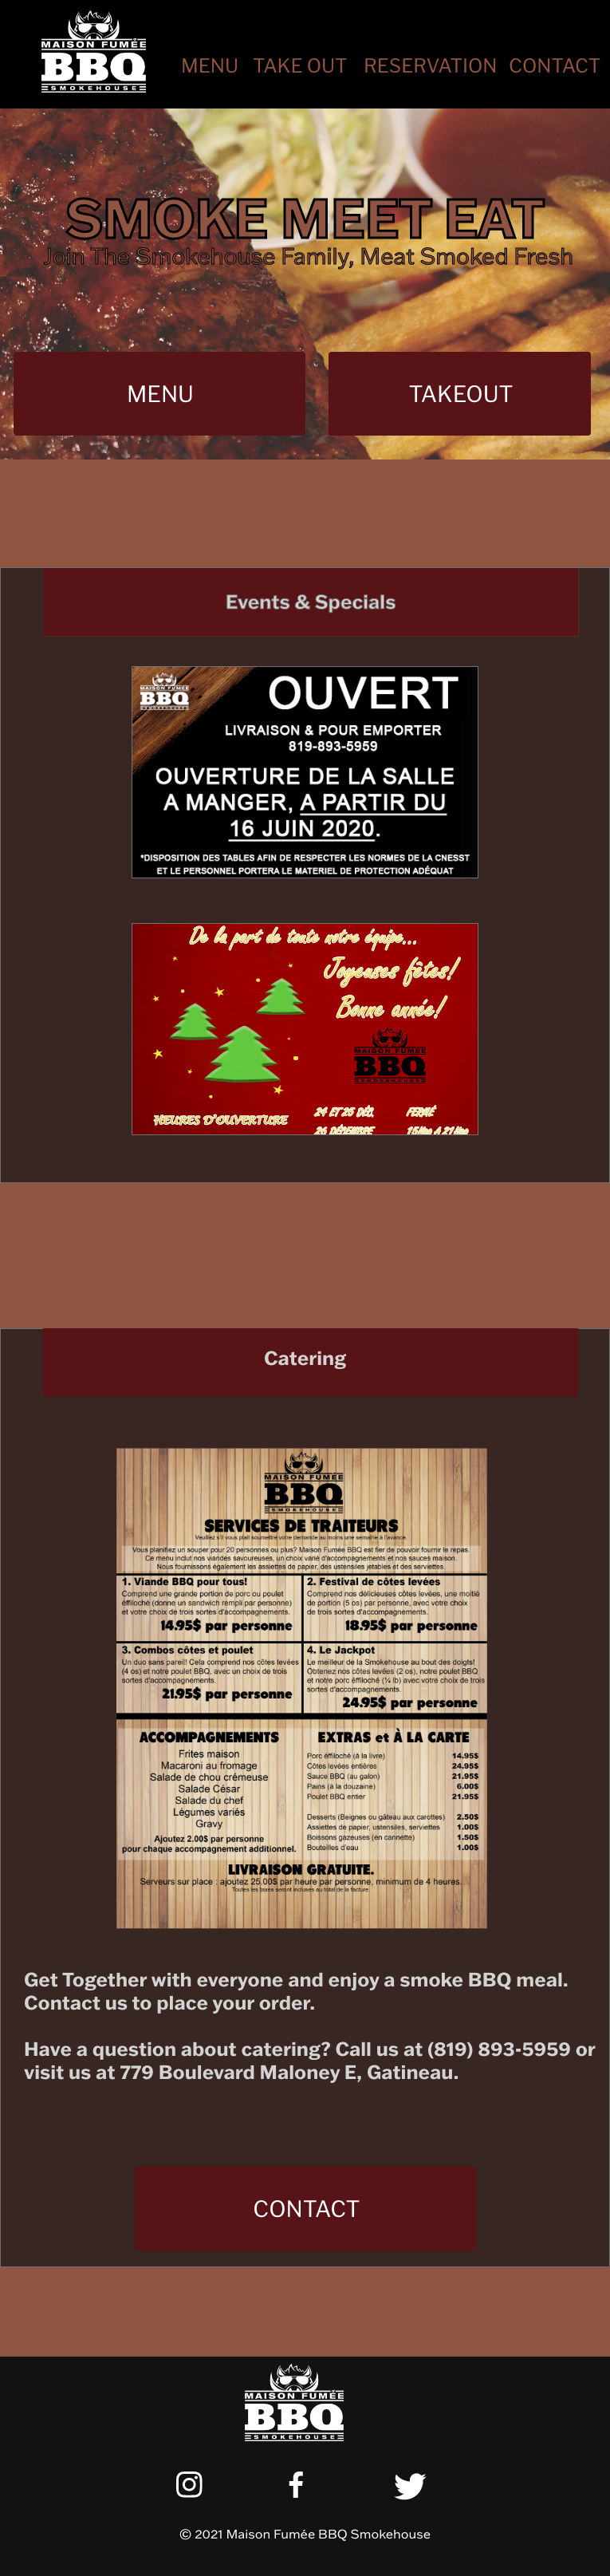 MAISON FUMÉE
BBQ
SMOKEHOUSE
MENU TAKE OUT RESERVATION CONTACT
SMOKE MEET EAT
Join The Smokehouse Family, Meat Smoked Fresh
MENU TAKEOUT
Events & Specials
MAISON FUMÉE
BBQ
SMOKEHOUSE
OUVERT
LIVRAISON & POUR EMPORTER
819-893-5959
OUVERTURE DE LA SALLE
A MANGER, A PARTIR DU
16 JUIN 2020.
*DISPOSITION DES TABLES AFIN DE RESPECTER LES NORMES DE LA CNESST
ET LE PERSONNEL PORTERA LE MATERIEL DE PROTECTION ADÉQUAT
De la part de toute notre équipe...
Joyeuses fêtes!
Bonne année!
MAISON FUMÉE
BBQ
SMOKEHOUSE
HEURES D'OUVERTURE
24 ET 25 DÉC. FERMÉ
26 DÉCEMBRE
Catering
MAISON FUMÉE
BBQ
SMOKEHOUSE
SERVICES DE TRAITEURS
Veuillez s'il vous plait soumettre votre demande au moins une semaine à l'avance
Vous planifiez un souper pour 20 personnes ou plus? Maison Fumée BBQ est fier de pouvoir fournir le repas.
Ce menu inclut nos viandes savoureuses, un choix varié d'accompagnements et nos sauces maison.
Nous fournissons également les assiettes de papier, des ustensiles jetables et des serviettes.
1. Viande BBQ pour tous!
Comprend une grande portion de porc ou poulet
éffiloché (donne un sandwich rempli par personne)
et votre choix de trois sortes d'accompagnements.
14.95$ par personne
2. Festival de côtes levées
Comprend nos délicieuses côtes levées, une moitié
de portion (5 os) par personne, avec votre choix
de trois sortes d'accompagnements.
18.95$ par personne
3. Combos côtes et poulet
Un duo sans pareil! Cela comprend nos côtes levées
(4 os) et notre poulet BBQ, avec un choix de trois
sortes d'accompagnements.
21.95$ par personne
4. Le Jackpot
Le meilleur de la Smokehouse au bout des doigts!
Obtenez nos côtes levées (2 os), notre poulet BBQ
et notre porc éffiloché (¼ lb) avec votre choix de trois
sortes d'accompagnements.
24.95$ par personne
ACCOMPAGNEMENTS
Frites maison
Macaroni au fromage
Salade de chou crémeuse
Salade César
Salade du chef
Légumes variés
Gravy
Ajoutez 2.00$ par personne
pour chaque accompagnement additionnel.
EXTRAS et À LA CARTE
Porc éffiloché (à la livre) 14.95$
Côtes levées entières 24.95$
Sauce BBQ (au galon) 21.95$
Pains (à la douzaine) 6.00$
Poulet BBQ entier 21.95$
Desserts (Beignes ou gâteau aux carottes) 2.50$
Assiettes de papier, ustensiles, serviettes 1.00$
Boissons gazeuses (en cannette) 1.50$
Bouteilles d'eau 1.00$
LIVRAISON GRATUITE.
Serveurs sur place : ajoutez 25.00$ par heure par personne, minimum de 4 heures.
Toutes les taxes seront incluses au total de la facture.
Get Together with everyone and enjoy a smoke BBQ meal.
Contact us to place your order.
Have a question about catering? Call us at (819) 893-5959 or
visit us at 779 Boulevard Maloney E, Gatineau.
CONTACT
MAISON FUMÉE
BBQ
SMOKEHOUSE
© 2021 Maison Fumée BBQ Smokehouse